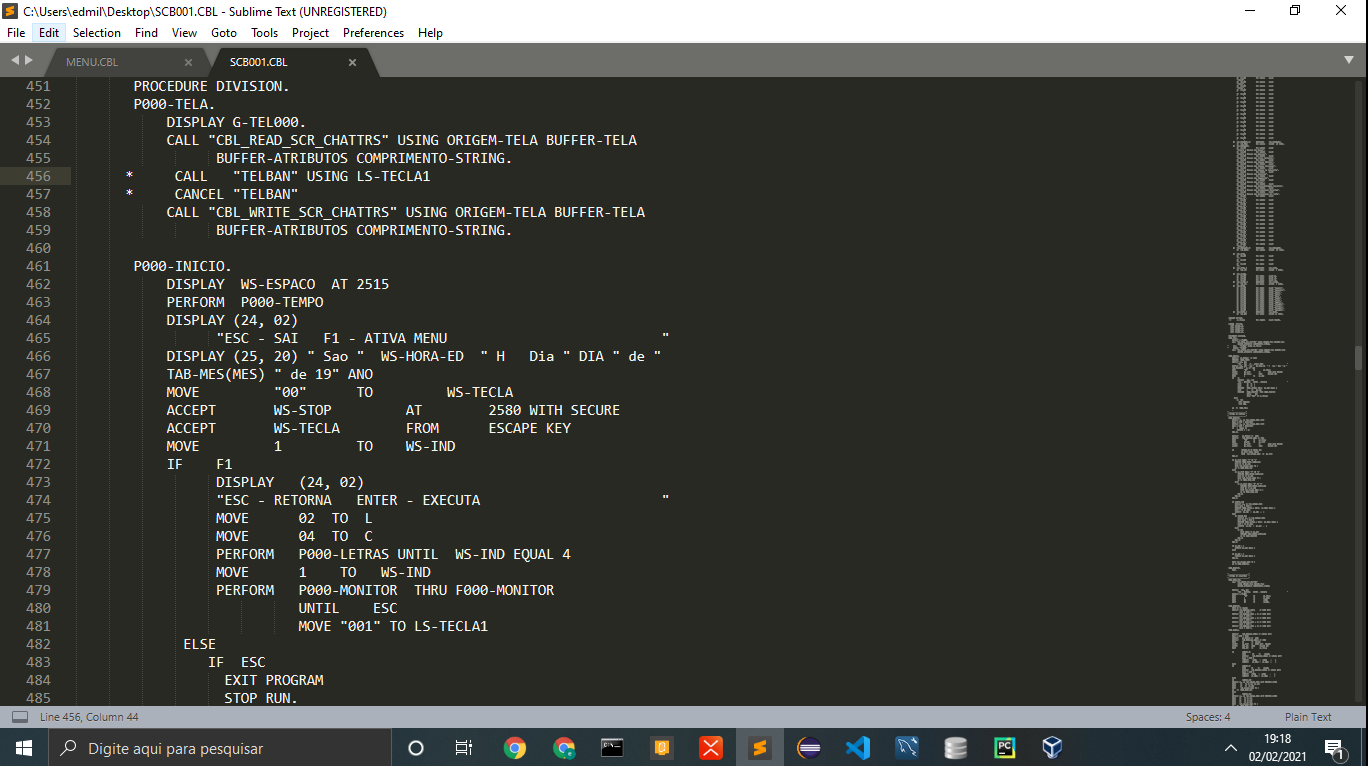 C:\Users\edmil\Desktop\SCB001.CBL - Sublime Text (UNREGISTERED)
File Edit Selection Find View Goto Tools Project Preferences Help
MENU.CBL SCB001.CBL
451 PROCEDURE DIVISION.
452 P000-TELA.
453 DISPLAY G-TEL000.
454 CALL "CBL_READ_SCR_CHATTRS" USING ORIGEM-TELA BUFFER-TELA
455 BUFFER-ATRIBUTOS COMPRIMENTO-STRING.
456 * CALL "TELBAN" USING LS-TECLA1
457 * CANCEL "TELBAN"
458 CALL "CBL_WRITE_SCR_CHATTRS" USING ORIGEM-TELA BUFFER-TELA
459 BUFFER-ATRIBUTOS COMPRIMENTO-STRING.
460
461 P000-INICIO.
462 DISPLAY WS-ESPACO AT 2515
463 PERFORM P000-TEMPO
464 DISPLAY (24, 02)
465 "ESC - SAI F1 - ATIVA MENU "
466 DISPLAY (25, 20) " Sao " WS-HORA-ED " H Dia " DIA " de "
467 TAB-MES(MES) " de 19" ANO
468 MOVE "00" TO WS-TECLA
469 ACCEPT WS-STOP AT 2580 WITH SECURE
470 ACCEPT WS-TECLA FROM ESCAPE KEY
471 MOVE 1 TO WS-IND
472 IF F1
473 DISPLAY (24, 02)
474 "ESC - RETORNA ENTER - EXECUTA "
475 MOVE 02 TO L
476 MOVE 04 TO C
477 PERFORM P000-LETRAS UNTIL WS-IND EQUAL 4
478 MOVE 1 TO WS-IND
479 PERFORM P000-MONITOR THRU F000-MONITOR
480 UNTIL ESC
481 MOVE "001" TO LS-TECLA1
482 ELSE
483 IF ESC
484 EXIT PROGRAM
485 STOP RUN.
Line 456, Column 44 Spaces: 4 Plain Text
Digite aqui para pesquisar
PC
19:18
02/02/2021
1